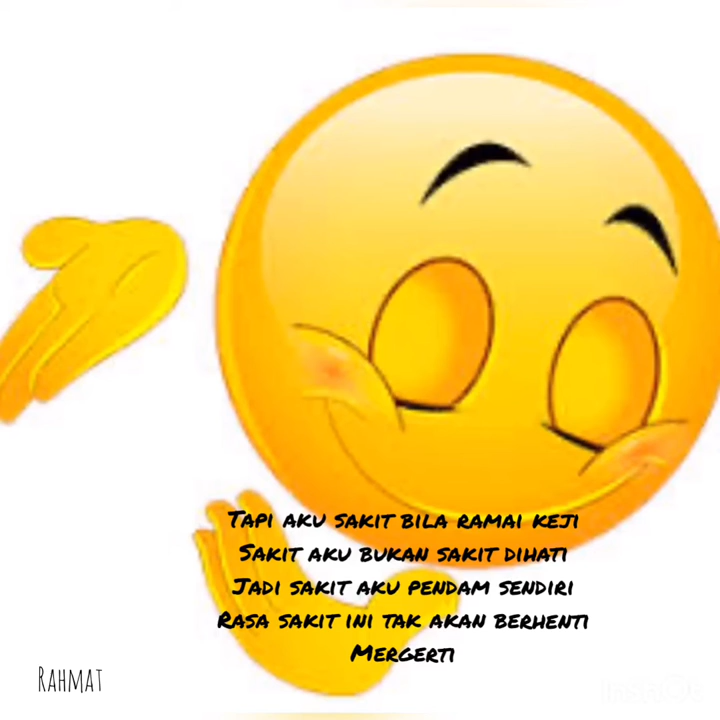 Tapi aku sakit bila ramai keji
Sakit aku bukan sakit dihati
Jadi sakit aku pendam sendiri
Rasa sakit ini tak akan berhenti
Mergerti
Rahmat